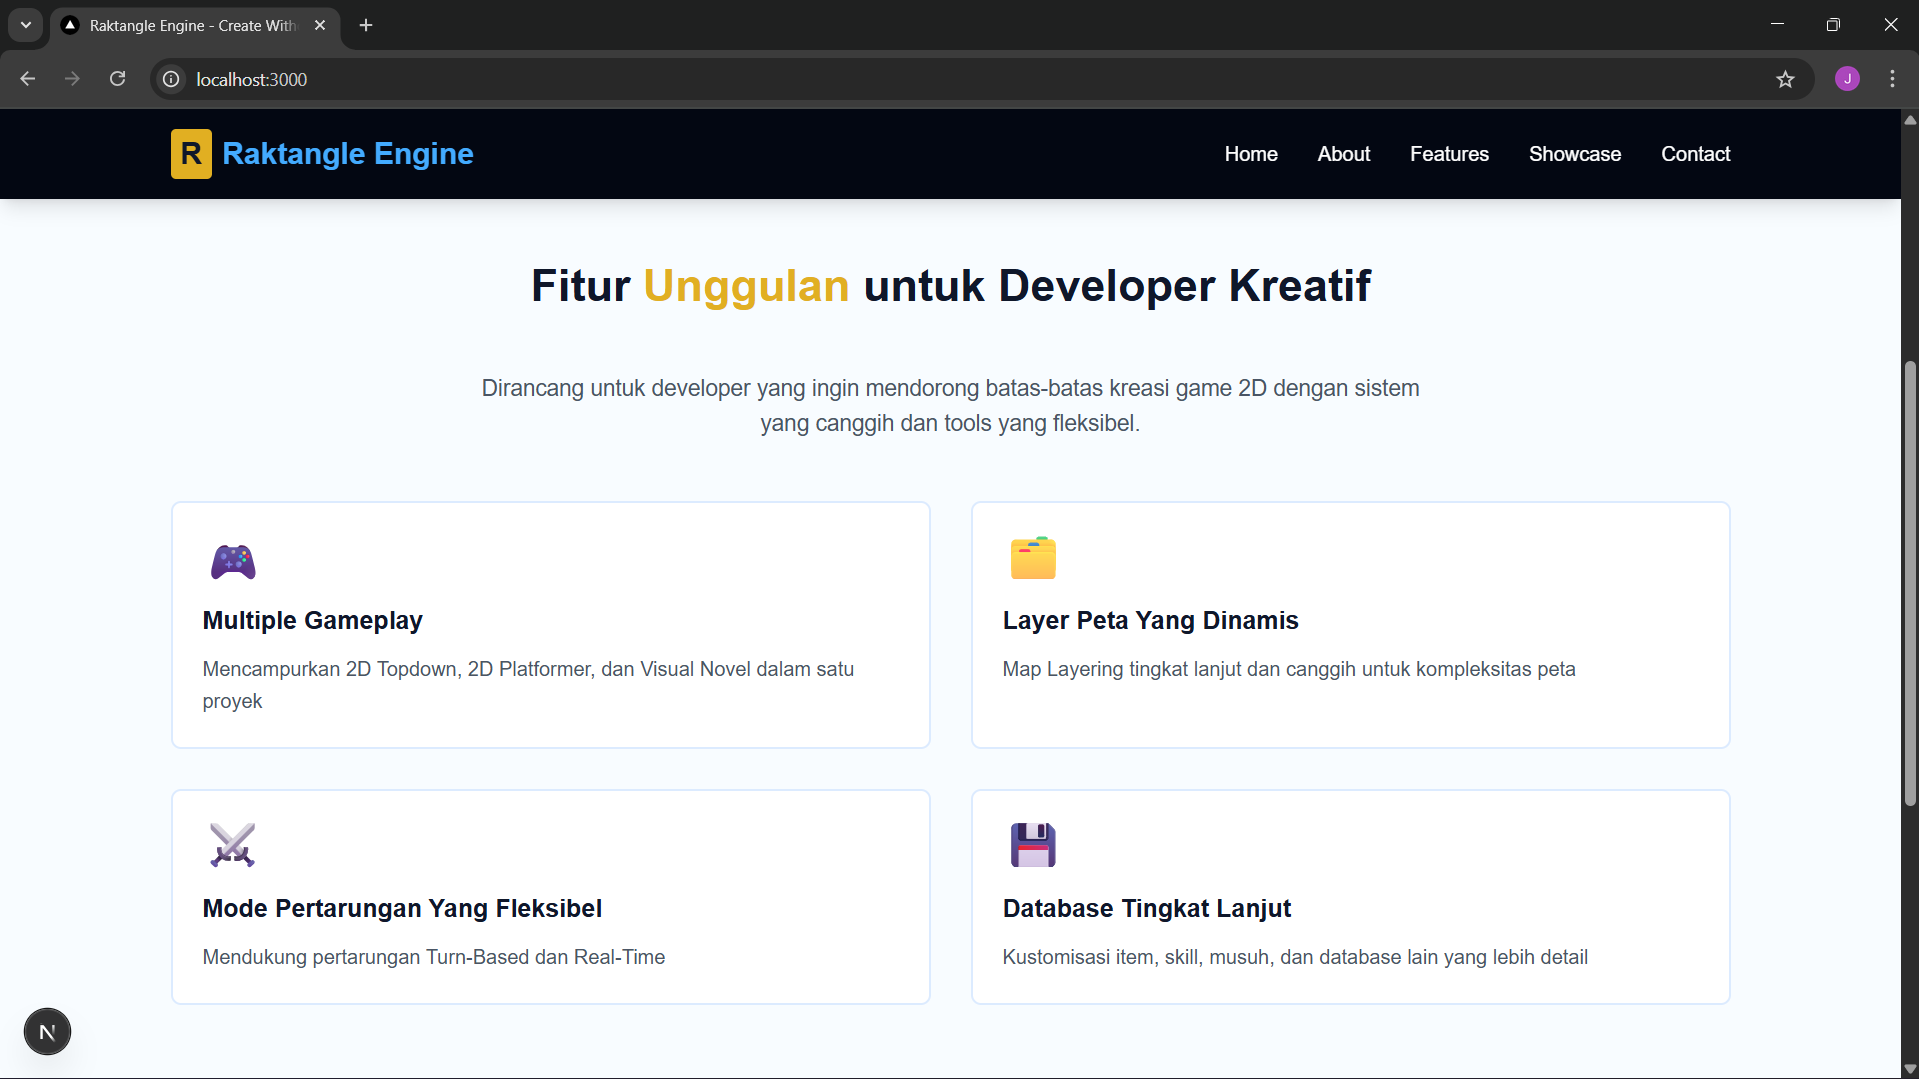 Raktangle Engine - Create With
localhost:3000
J
R Raktangle Engine
Home About Features Showcase Contact
Fitur Unggulan untuk Developer Kreatif
Dirancang untuk developer yang ingin mendorong batas-batas kreasi game 2D dengan sistem
yang canggih dan tools yang fleksibel.
Multiple Gameplay
Mencampurkan 2D Topdown, 2D Platformer, dan Visual Novel dalam satu
proyek
Layer Peta Yang Dinamis
Map Layering tingkat lanjut dan canggih untuk kompleksitas peta
Mode Pertarungan Yang Fleksibel
Mendukung pertarungan Turn-Based dan Real-Time
Database Tingkat Lanjut
Kustomisasi item, skill, musuh, dan database lain yang lebih detail
N